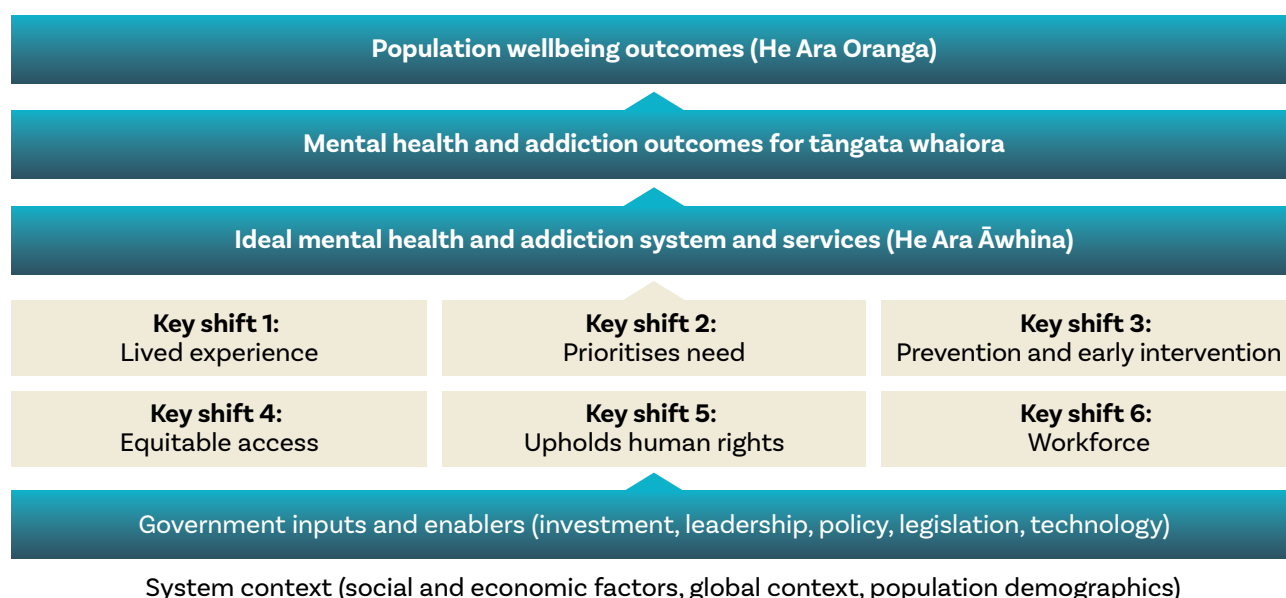 Population wellbeing outcomes (He Ara Oranga)
Mental health and addiction outcomes for tāngata whaiora
Ideal mental health and addiction system and services (He Ara Āwhina)
Key shift 1:
Lived experience
Key shift 2:
Prioritises need
Key shift 3:
Prevention and early intervention
Key shift 4:
Equitable access
Key shift 5:
Upholds human rights
Key shift 6:
Workforce
Government inputs and enablers (investment, leadership, policy, legislation, technology)
System context (social and economic factors, global context, population demographics)